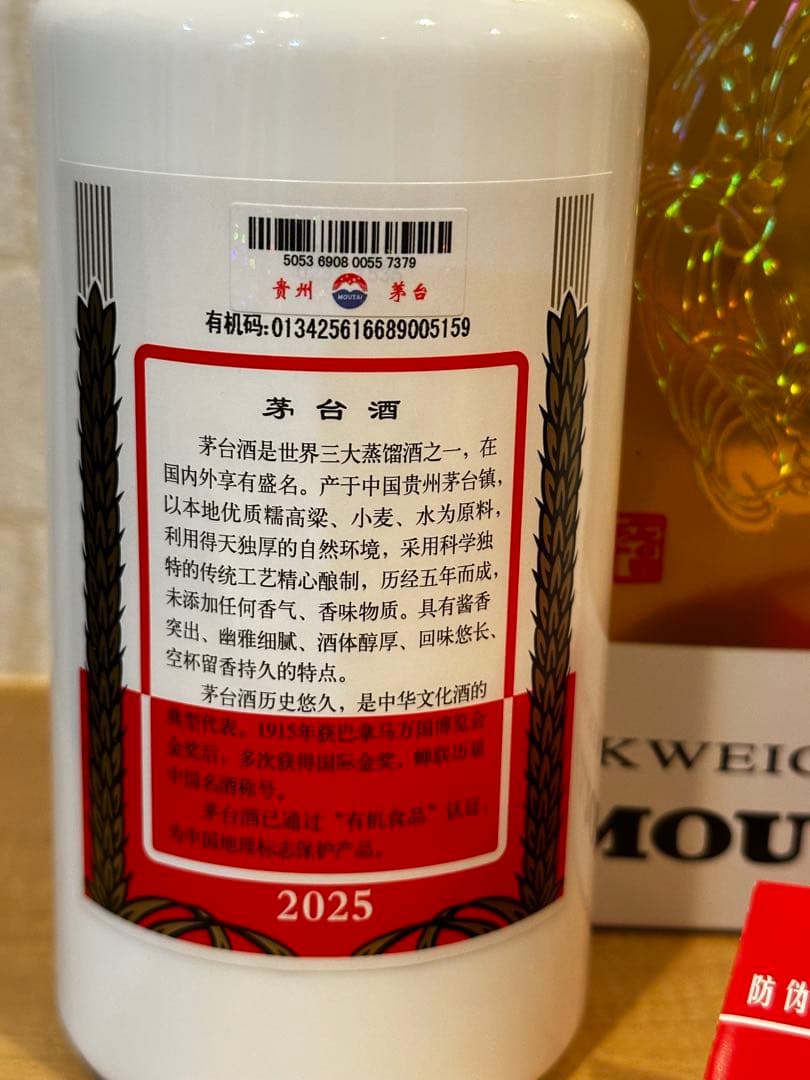 5053 6908 0055 7379
贵州 MOUTAI 茅台
有机码:013425616689005159
茅台酒
茅台酒是世界三大蒸馏酒之一，在
国内外享有盛名。产于中国贵州茅台镇，
以本地优质糯高粱、小麦、水为原料，
利用得天独厚的自然环境，采用科学独
特的传统工艺精心酿制，历经五年而成，
未添加任何香气、香味物质。具有酱香
突出、幽雅细腻、酒体醇厚、回味悠长、
空杯留香持久的特点。
茅台酒历史悠久，是中华文化酒的
典型代表。1915年获巴拿马万国博览会
金奖后，多次获得国际金奖，蝉联历届
中国名酒称号。
茅台酒已通过“有机食品”认证，
为中国地理标志保护产品。
2025
KWEIC
MOU
防伪